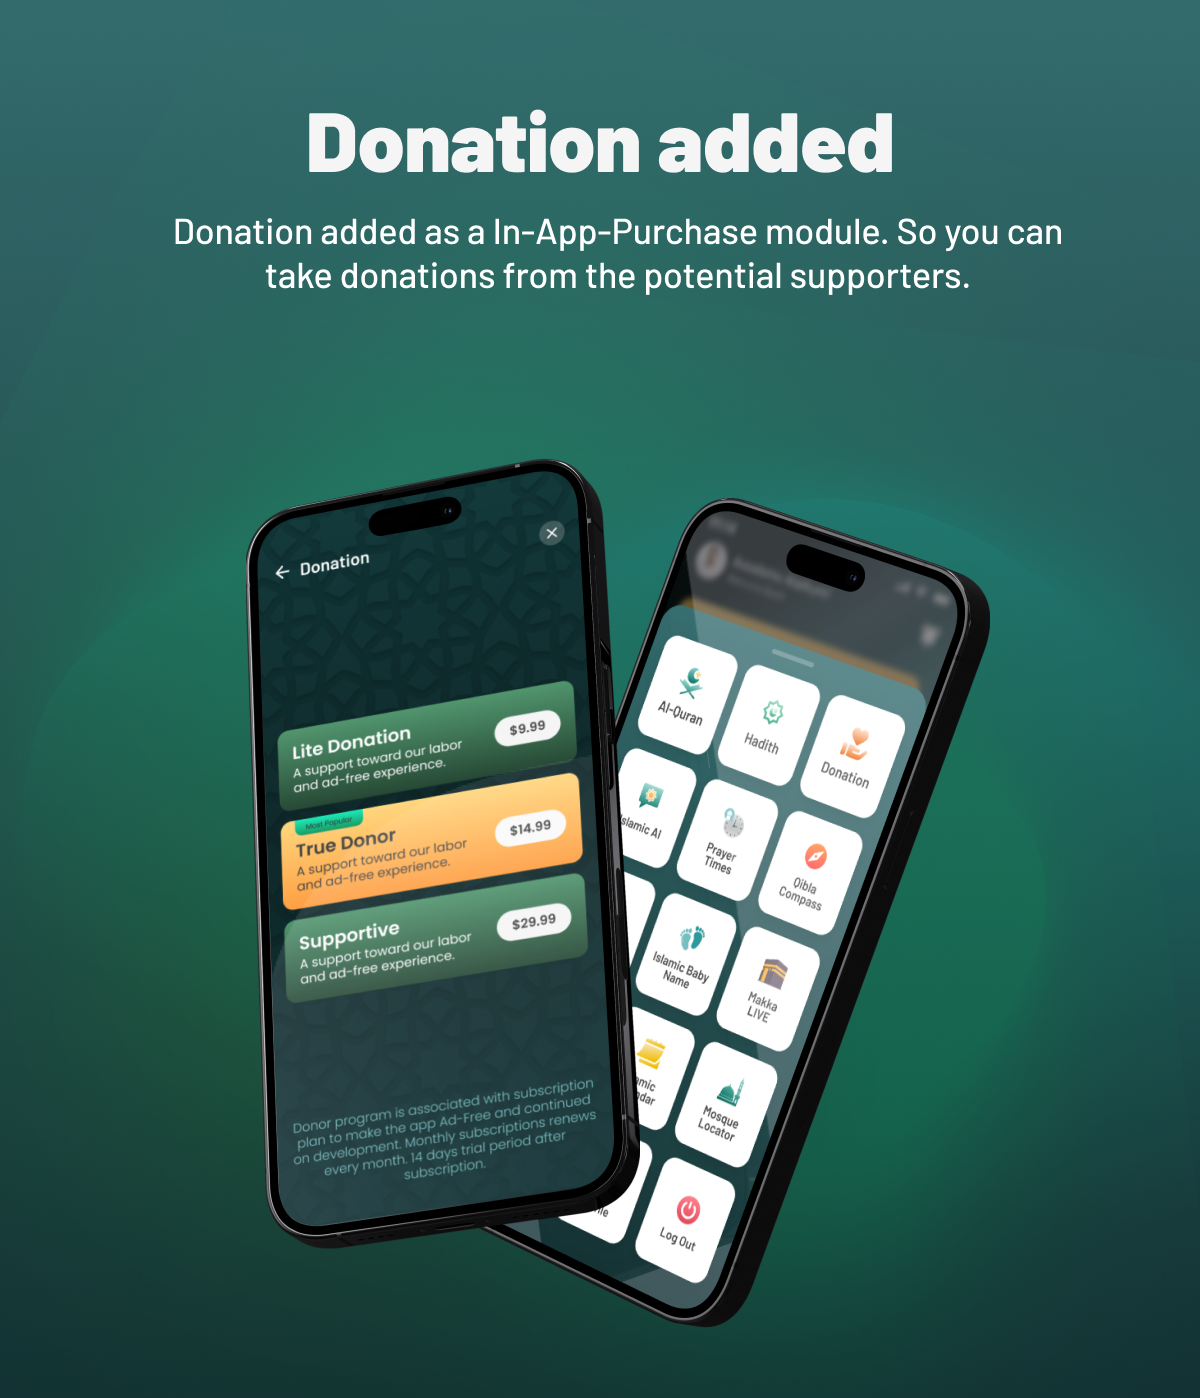 Donation added
Donation added as a In-App-Purchase module. So you can
take donations from the potential supporters.
Donation
Lite Donation
A support toward our labor
and ad-free experience.
$9.99
Most Popular
True Donor
A support toward our labor
and ad-free experience.
$14.99
Supportive
A support toward our labor
and ad-free experience.
$29.99
Donor program is associated with subscription
plan to make the app Ad-Free and continued
on development. Monthly subscriptions renews
every month. 14 days trial period after
subscription.
Al-Quran
Hadith
Donation
Islamic AI
Prayer
Times
Qibla
Compass
Islamic Baby
Name
Makka
LIVE
Mosque
Locator
Log Out